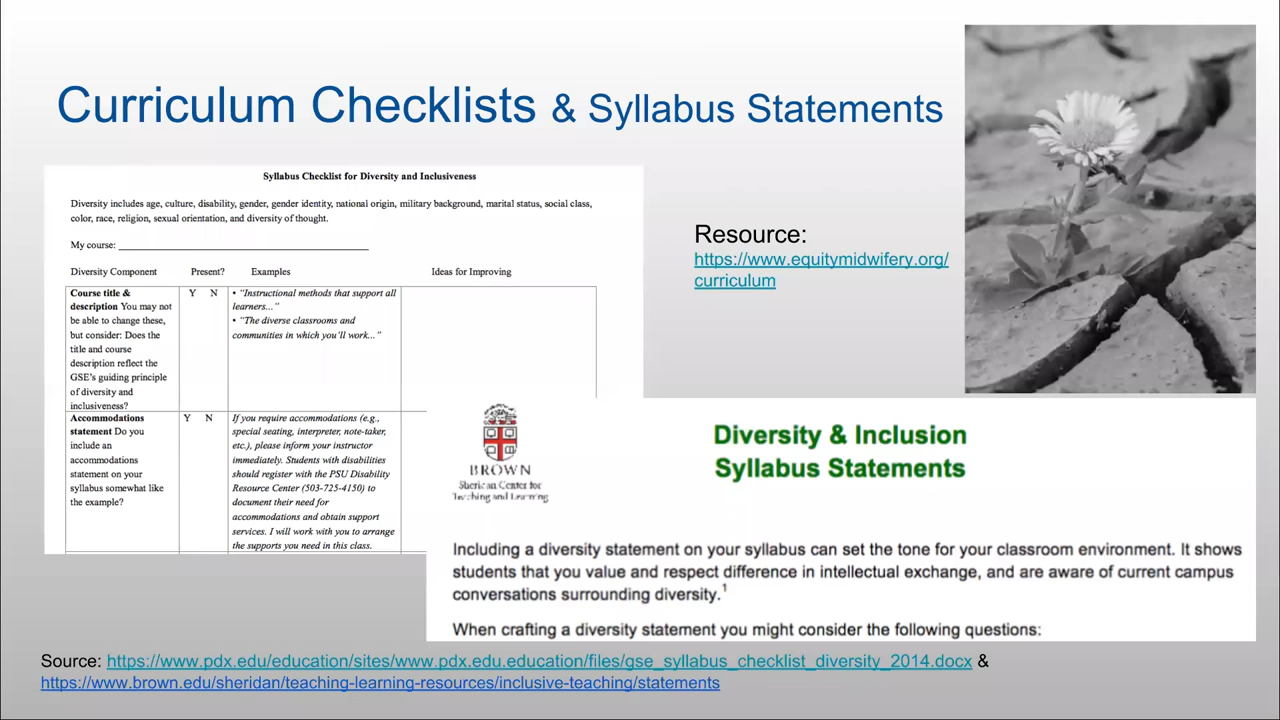 Curriculum Checklists & Syllabus Statements
Syllabus Checklist for Diversity and Inclusiveness
Diversity includes age, culture, disability, gender, gender identity, national origin, military background, marital status, social class,
color, race, religion, sexual orientation, and diversity of thought.
My course:
Diversity Component Present? Examples Ideas for Improving
Course title &
description You may not
be able to change these,
but consider: Does the
title and course
description reflect the
GSE's guiding principle
of diversity and
inclusiveness?
Y N
• "Instructional methods that support all
learners..."
• "The diverse classrooms and
communities in which you'll work..."
Accommodations
statement Do you
include an
accommodations
statement on your
syllabus somewhat like
the example?
Y N
If you require accommodations (e.g.,
special seating, interpreter, note-taker,
etc.), please inform your instructor
immediately. Students with disabilities
should register with the PSU Disability
Resource Center (503-725-4150) to
document their need for
accommodations and obtain support
services. I will work with you to arrange
the supports you need in this class.
Resource:
https://www.equitymidwifery.org/
curriculum
BROWN
Sheridan Center for
Teaching and Learning
Diversity & Inclusion
Syllabus Statements
Including a diversity statement on your syllabus can set the tone for your classroom environment. It shows
students that you value and respect difference in intellectual exchange, and are aware of current campus
conversations surrounding diversity.1
When crafting a diversity statement you might consider the following questions:
Source: https://www.pdx.edu/education/sites/www.pdx.edu.education/files/gse_syllabus_checklist_diversity_2014.docx &
https://www.brown.edu/sheridan/teaching-learning-resources/inclusive-teaching/statements